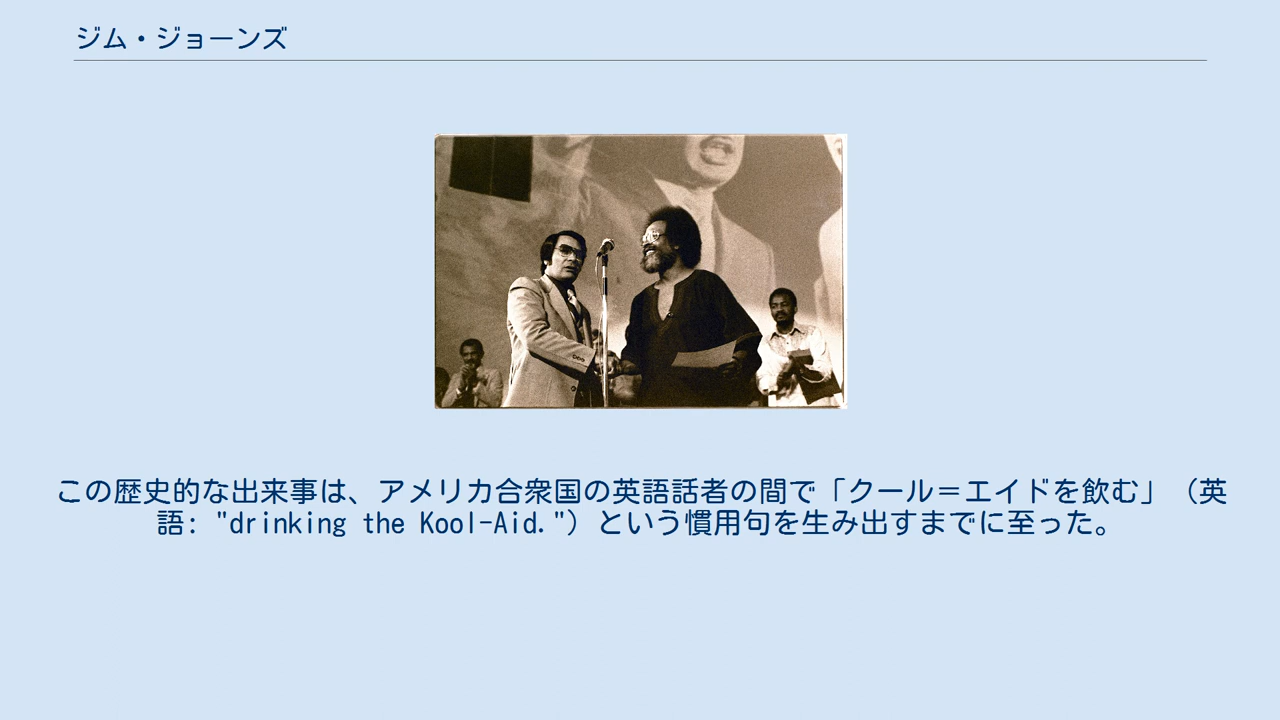 ジム・ジョーンズ
この歴史的な出来事は、アメリカ合衆国の英語話者の間で「クール＝エイドを飲む」（英
語: "drinking the Kool-Aid."）という慣用句を生み出すまでに至った。